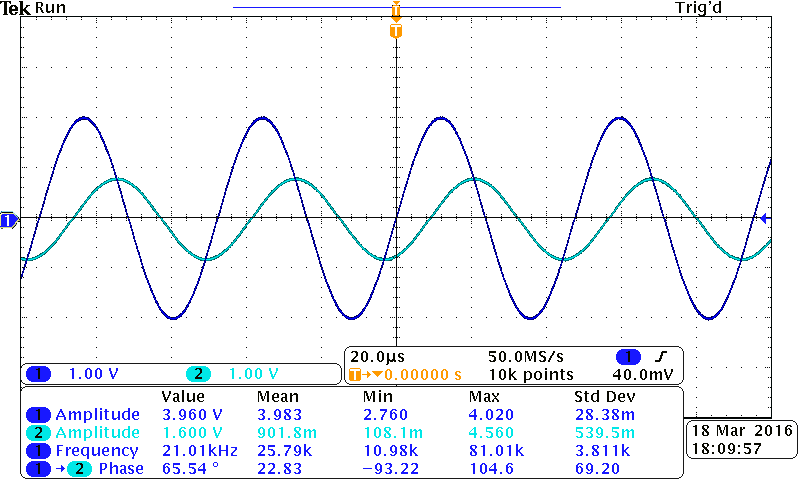 Tek Run Trig'd
T
T
1
1 1.00 V 2 1.00 V
20.0µs 50.0MS/s 1
T→▼0.00000 s 10k points 40.0mV
Value Mean Min Max Std Dev
1 Amplitude 3.960 V 3.983 2.760 4.020 28.38m
2 Amplitude 1.600 V 901.8m 108.1m 4.560 539.5m
1 Frequency 21.01kHz 25.79k 10.98k 81.01k 3.811k
1 → 2 Phase 65.54 ° 22.83 −93.22 104.6 69.20
18 Mar 2016
18:09:57